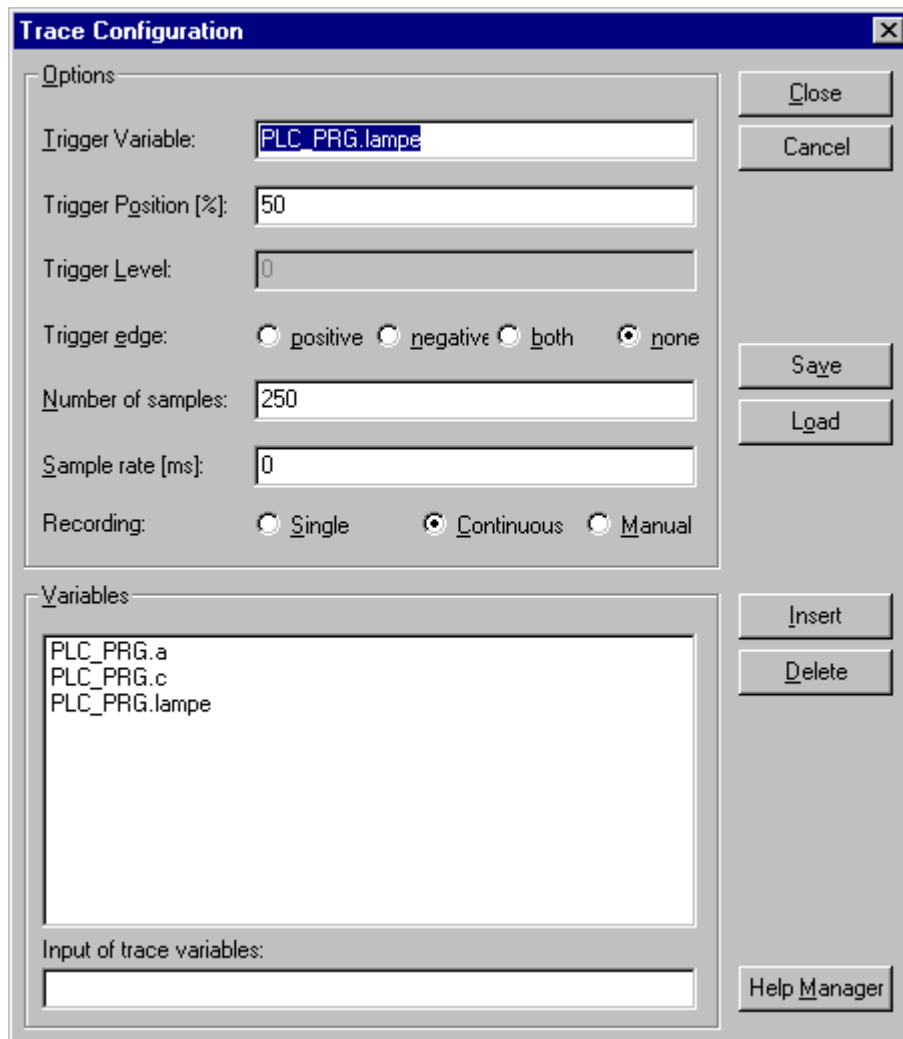 Trace Configuration
Options
Close
Trigger Variable: PLC_PRG.lampe
Cancel
Trigger Position [%]: 50
Trigger Level: 0
Trigger edge: positive negative both none
Save
Number of samples: 250
Load
Sample rate [ms]: 0
Recording: Single Continuous Manual
Variables
Insert
PLC_PRG.a
PLC_PRG.c
Delete
PLC_PRG.lampe
Input of trace variables:
Help Manager